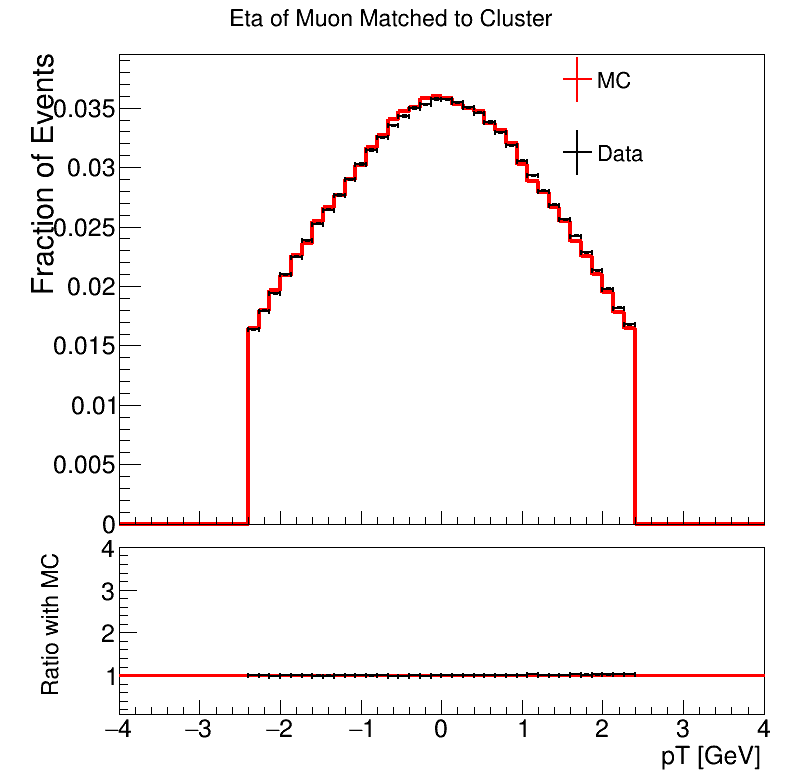 Eta of Muon Matched to Cluster
Fraction of Events
0.035
0.03
0.025
0.02
0.015
0.01
0.005
0
MC
Data
Ratio with MC
4
3
2
1
−4 −3 −2 −1 0 1 2 3 4
pT [GeV]